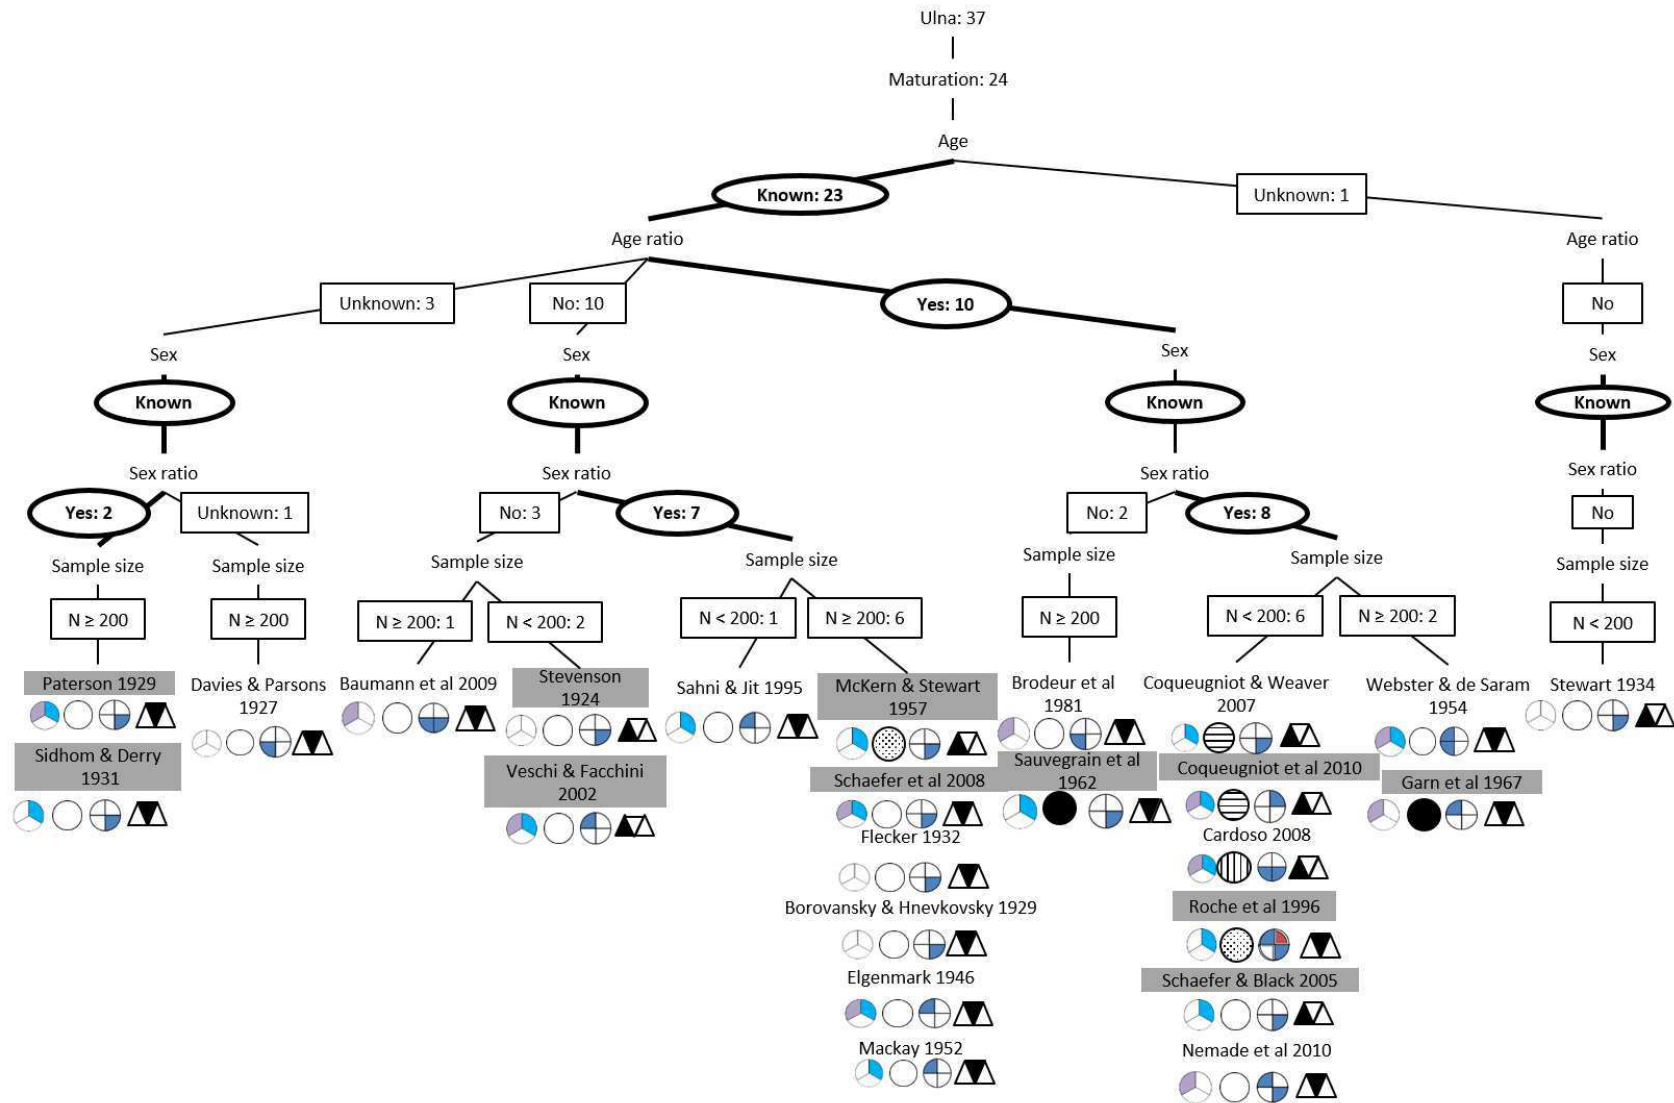 Ulna: 37
Maturation: 24
Age
Known: 23
Unknown: 1
Age ratio
Age ratio
Unknown: 3
No: 10
Yes: 10
No
Sex
Sex
Sex
Sex
Known
Known
Known
Known
Sex ratio
Sex ratio
Sex ratio
Sex ratio
Yes: 2
Unknown: 1
No: 3
Yes: 7
No: 2
Yes: 8
No
Sample size
Sample size
Sample size
Sample size
Sample size
Sample size
Sample size
N ≥ 200
N ≥ 200
N ≥ 200: 1
N < 200: 2
N < 200: 1
N ≥ 200: 6
N ≥ 200
N < 200: 6
N ≥ 200: 2
N < 200
Paterson 1929
Sidhom & Derry
1931
Davies & Parsons
1927
Baumann et al 2009
Stevenson
1924
Veschi & Facchini
2002
Sahni & Jit 1995
McKern & Stewart
1957
Schaefer et al 2008
Flecker 1932
Borovansky & Hnevkovsky 1929
Elgenmark 1946
Mackay 1952
Brodeur et al
1981
Sauvegrain et al
1962
Coqueugniot & Weaver
2007
Coqueugniot et al 2010
Cardoso 2008
Roche et al 1996
Schaefer & Black 2005
Nemade et al 2010
Webster & de Saram
1954
Garn et al 1967
Stewart 1934